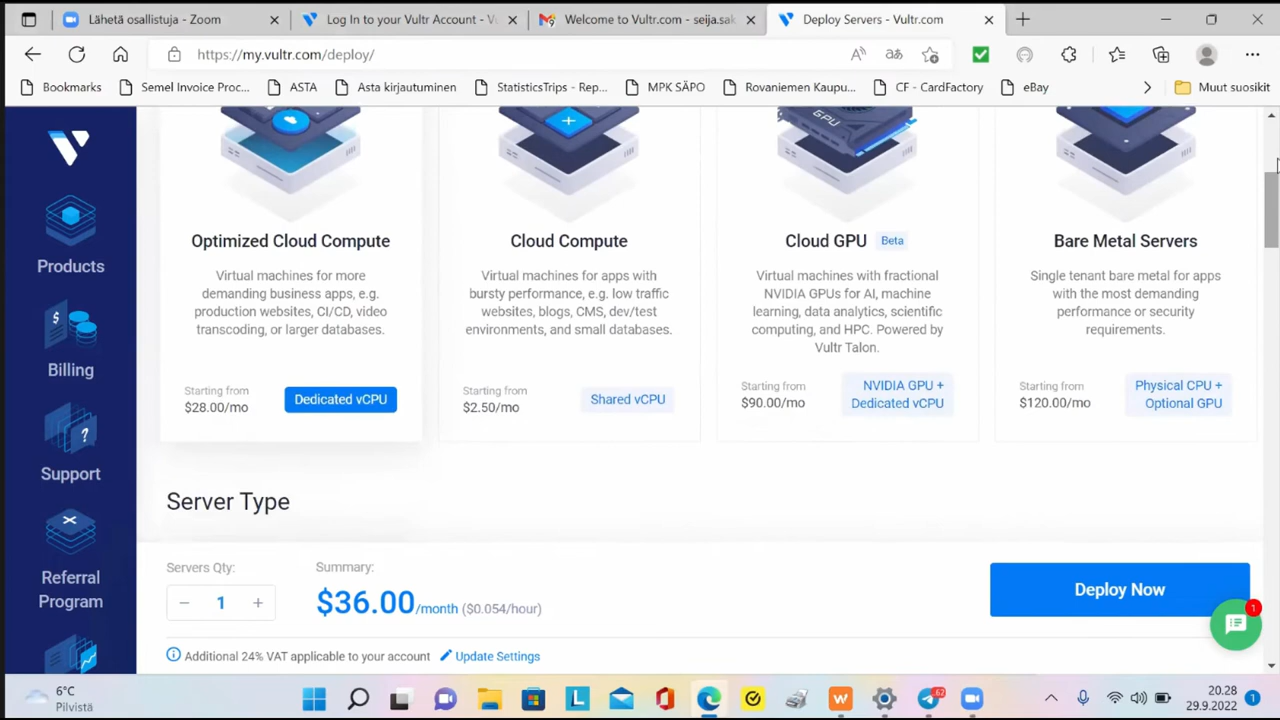 Lähetä osallistuja - Zoom
Log In to your Vultr Account - Vu
Welcome to Vultr.com - seija.sak
Deploy Servers - Vultr.com
https://my.vultr.com/deploy/
Bookmarks
Semel Invoice Proc...
ASTA
Asta kirjautuminen
StatisticsTrips - Rep...
MPK SÄPO
Rovaniemen Kaupu...
CF - CardFactory
eBay
Muut suosikit
GPU
Products
Billing
Support
Referral
Program
Optimized Cloud Compute
Virtual machines for more
demanding business apps, e.g.
production websites, CI/CD, video
transcoding, or larger databases.
Starting from
$28.00/mo
Dedicated vCPU
Cloud Compute
Virtual machines for apps with
bursty performance, e.g. low traffic
websites, blogs, CMS, dev/test
environments, and small databases.
Starting from
$2.50/mo
Shared vCPU
Cloud GPU Beta
Virtual machines with fractional
NVIDIA GPUs for AI, machine
learning, data analytics, scientific
computing, and HPC. Powered by
Vultr Talon.
Starting from
$90.00/mo
NVIDIA GPU +
Dedicated vCPU
Bare Metal Servers
Single tenant bare metal for apps
with the most demanding
performance or security
requirements.
Starting from
$120.00/mo
Physical CPU +
Optional GPU
Server Type
Servers Qty:
1
Summary:
$36.00/month ($0.054/hour)
Deploy Now
1
Additional 24% VAT applicable to your account Update Settings
6°C
Pilvistä
62
20.28
29.9.2022
1